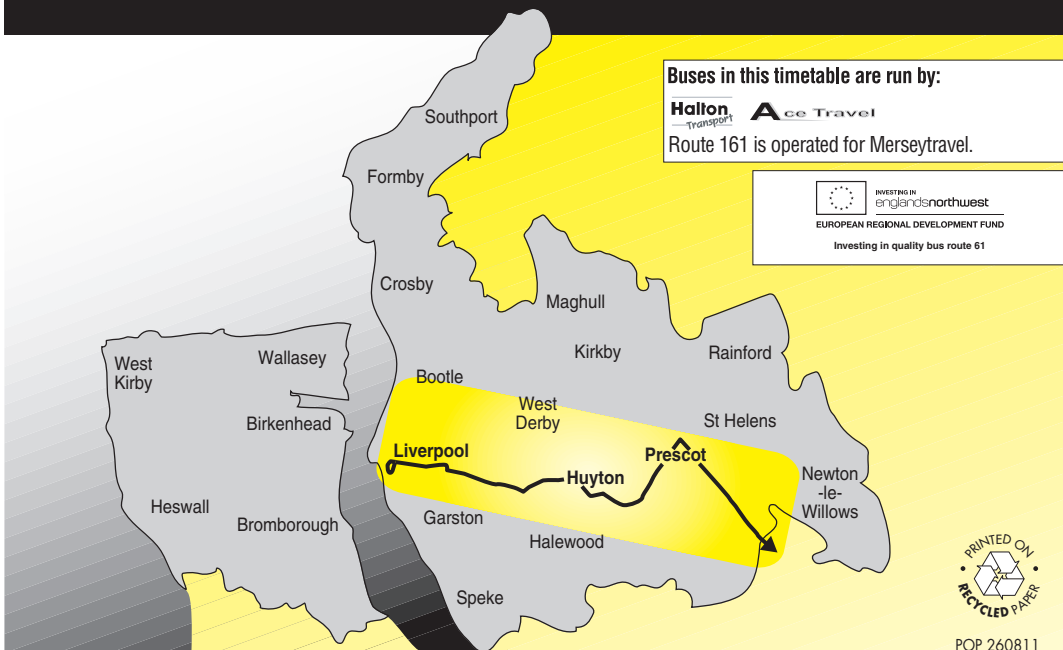 Buses in this timetable are run by:
Halton
Transport
Ace Travel
Route 161 is operated for Merseytravel.
INVESTING IN
englandsnorthwest
EUROPEAN REGIONAL DEVELOPMENT FUND
Investing in quality bus route 61
Southport
Formby
Crosby
Maghull
Kirkby
Rainford
West
Kirby
Wallasey
Bootle
West
Derby
St Helens
Birkenhead
Liverpool
Prescot
Huyton
Newton
-le-
Willows
Heswall
Bromborough
Garston
Halewood
Speke
PRINTED ON
RECYCLED PAPER
POP 260811